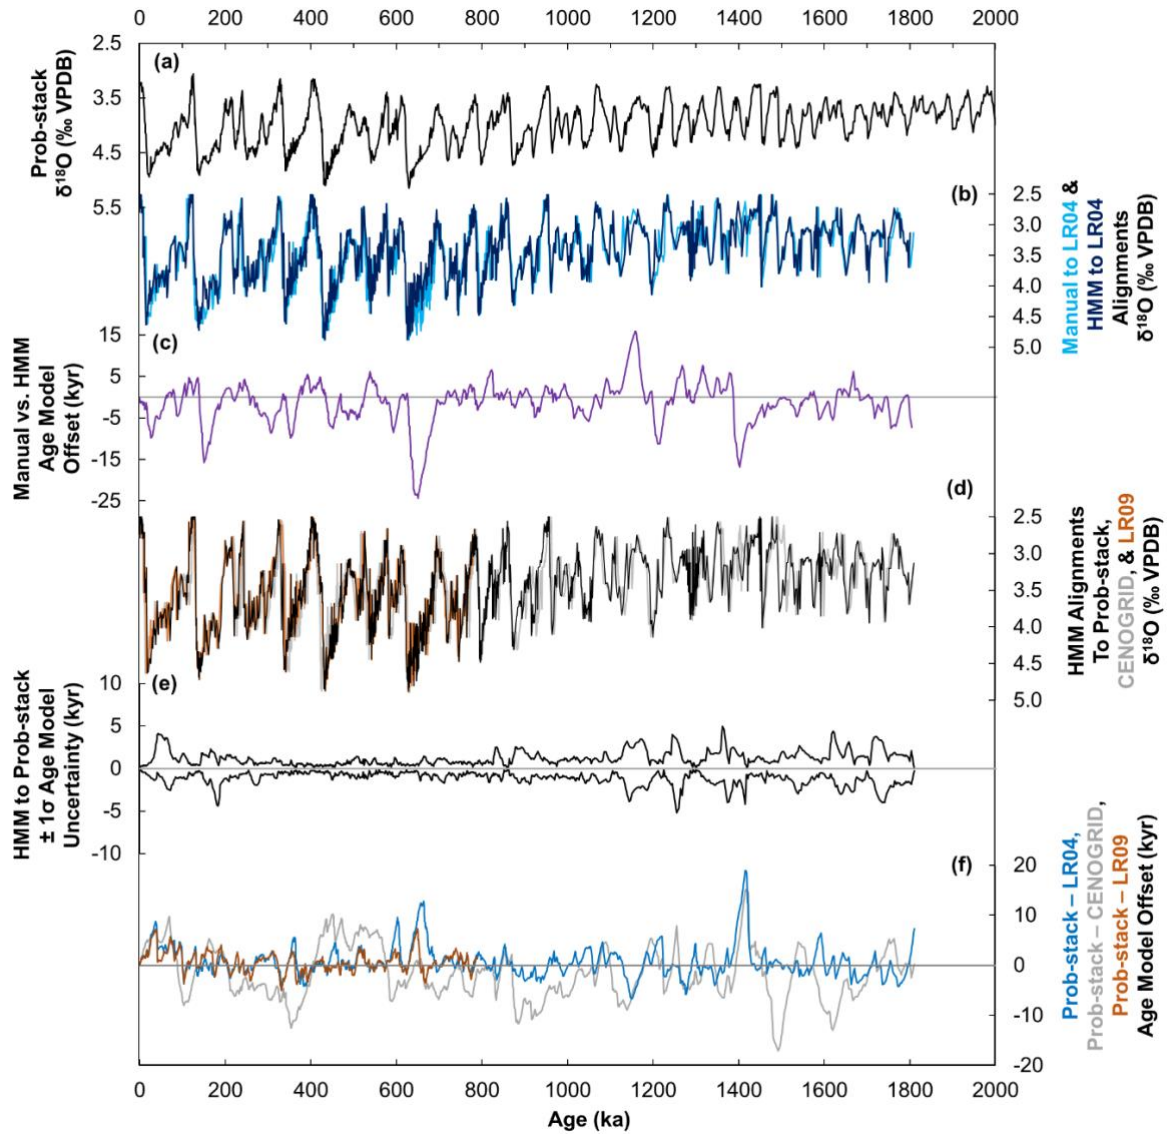 0 200 400 600 800 1000 1200 1400 1600 1800 2000
(a)
Prob-stack
δ¹⁸O (‰ VPDB)
2.5
3.5
4.5
5.5
(b)
2.5
3.0
3.5
4.0
4.5
5.0
Manual to LR04 &
HMM to LR04
Alignments
δ¹⁸O (‰ VPDB)
(c)
Manual vs. HMM
Age Model
Offset (kyr)
15
5
-5
-15
-25
(d)
2.5
3.0
3.5
4.0
4.5
5.0
HMM Alignments
To Prob-stack,
CENOGRID, & LR09
δ¹⁸O (‰ VPDB)
(e)
HMM to Prob-stack
± 1σ Age Model
Uncertainty (kyr)
10
5
0
-5
-10
(f)
20
10
0
-10
-20
Prob-stack – LR04,
Prob-stack – CENOGRID,
Prob-stack – LR09
Age Model Offset (kyr)
0 200 400 600 800 1000 1200 1400 1600 1800 2000
Age (ka)